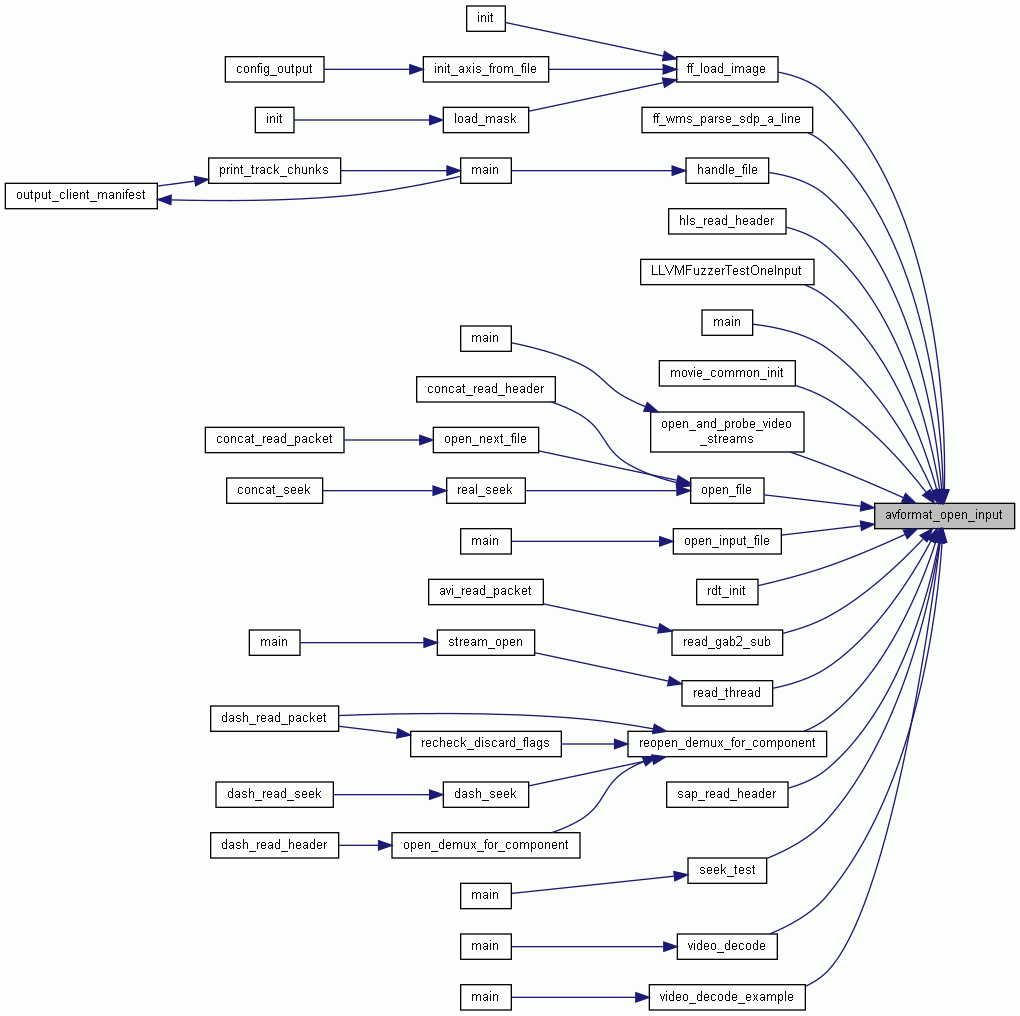 init
config_output
init_axis_from_file
ff_load_image
init
load_mask
ff_wms_parse_sdp_a_line
print_track_chunks
main
handle_file
output_client_manifest
hls_read_header
LLVMFuzzerTestOneInput
main
main
movie_common_init
concat_read_header
open_and_probe_video
_streams
concat_read_packet
open_next_file
concat_seek
real_seek
open_file
avformat_open_input
main
open_input_file
avi_read_packet
rdt_init
main
stream_open
read_gab2_sub
read_thread
dash_read_packet
recheck_discard_flags
reopen_demux_for_component
dash_read_seek
dash_seek
sap_read_header
dash_read_header
open_demux_for_component
seek_test
main
main
video_decode
main
video_decode_example